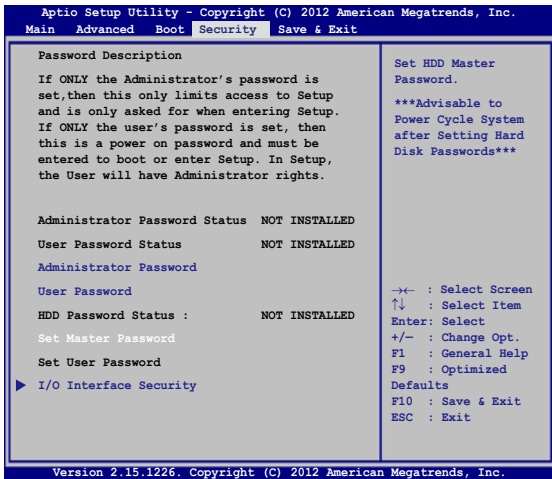 Aptio Setup Utility - Copyright (C) 2012 American Megatrends, Inc.
Main Advanced Boot Security Save & Exit
Password Description
If ONLY the Administrator's password is
set,then this only limits access to Setup
and is only asked for when entering Setup.
If ONLY the user's password is set, then
this is a power on password and must be
entered to boot or enter Setup. In Setup,
the User will have Administrator rights.
Administrator Password Status NOT INSTALLED
User Password Status NOT INSTALLED
Administrator Password
User Password
HDD Password Status : NOT INSTALLED
Set Master Password
Set User Password
I/O Interface Security
Set HDD Master
Password.
***Advisable to
Power Cycle System
after Setting Hard
Disk Passwords***
→← : Select Screen
↑↓ : Select Item
Enter: Select
+/— : Change Opt.
F1 : General Help
F9 : Optimized
Defaults
F10 : Save & Exit
ESC : Exit
Version 2.15.1226. Copyright (C) 2012 American Megatrends, Inc.